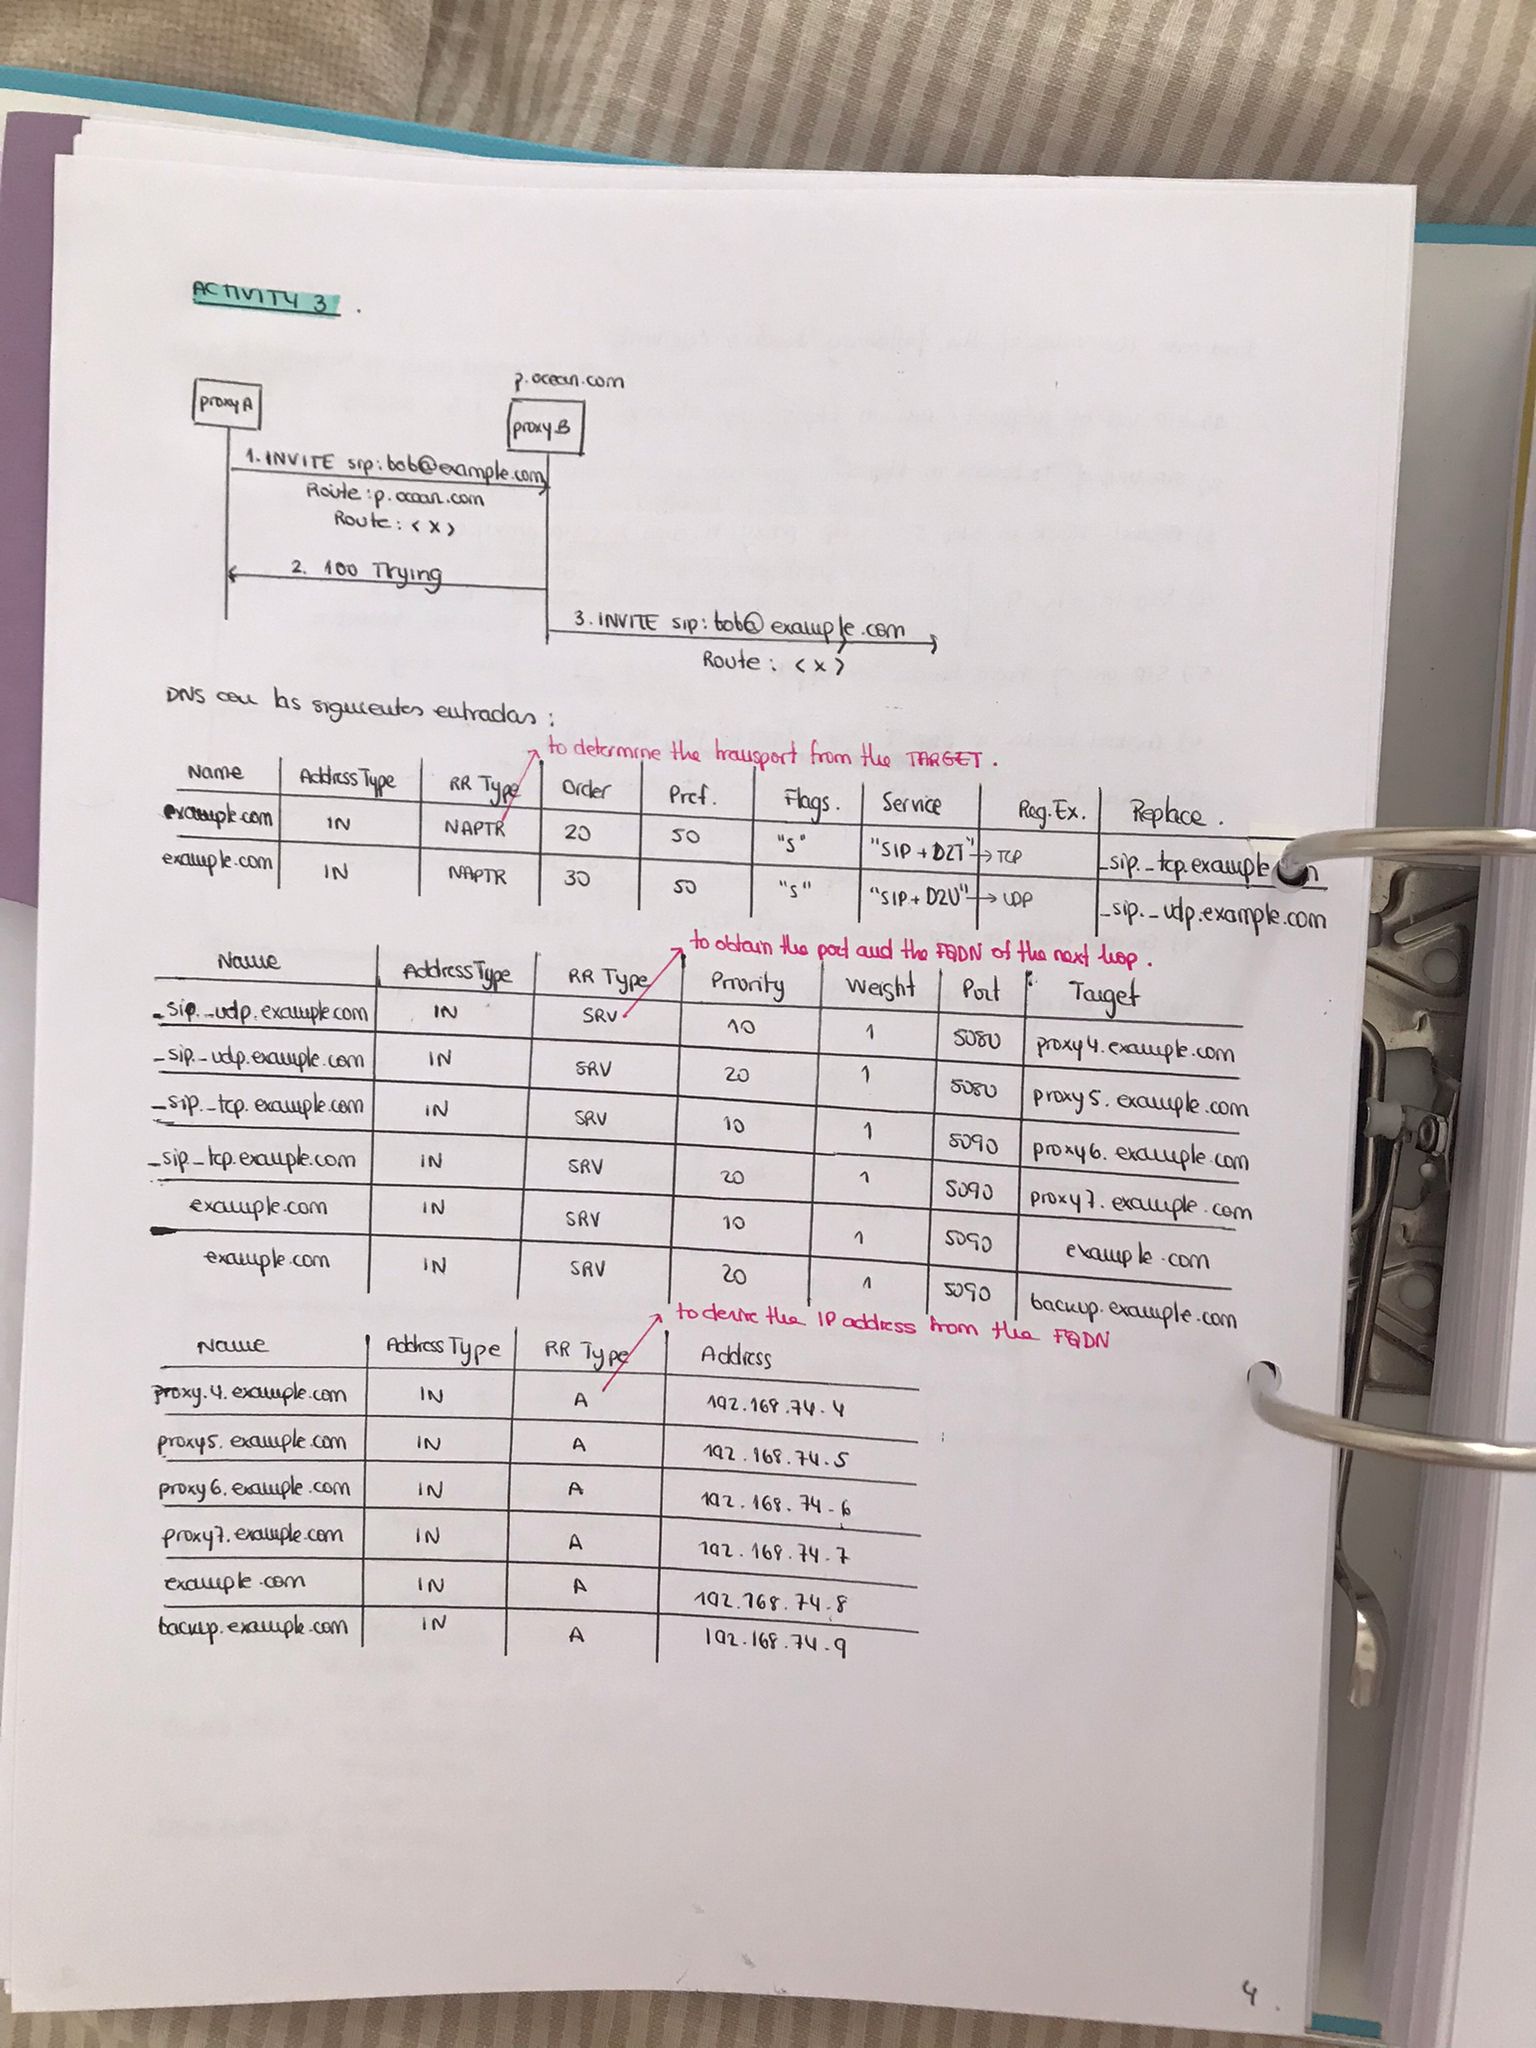 ACTIVITY 3 .
p.ocean.com
proxyA
proxyB
1. INVITE sip: bob@example.com
Route: p.ocean.com
Route: <x>
2. 100 Trying
3. INVITE sip: bob@example.com
Route: <x>
DNS con las siguientes entradas:
to determine the transport from the TARGET.
Name Address Type RR Type Order Pref. Flags. Service Reg.Ex. Replace.
example.com IN NAPTR 20 50 "S" "SIP + D2T" → TCP _sip._tcp.example
example.com IN NAPTR 30 50 "S" "SIP + D2U" → UDP _sip._udp.example.com
to obtain the port and the FQDN of the next hop.
Name Address Type RR Type Priority Weight Port Target
_sip._udp.example.com IN SRV 10 1 5080 proxy4.example.com
_sip._udp.example.com IN SRV 20 1 5080 proxy5.example.com
_sip._tcp.example.com IN SRV 10 1 5090 proxy6.example.com
_sip_tcp.example.com IN SRV 20 1 5090 proxy7.example.com
example.com IN SRV 10 1 5090 example.com
example.com IN SRV 20 1 5090 backup.example.com
to derive the IP address from the FQDN
Name Address Type RR Type Address
proxy.4.example.com IN A 192.168.74.4
proxy5.example.com IN A 192.168.74.5
proxy6.example.com IN A 192.168.74.6
proxy7.example.com IN A 192.168.74.7
example.com IN A 192.168.74.8
backup.example.com IN A 192.168.74.9
4.